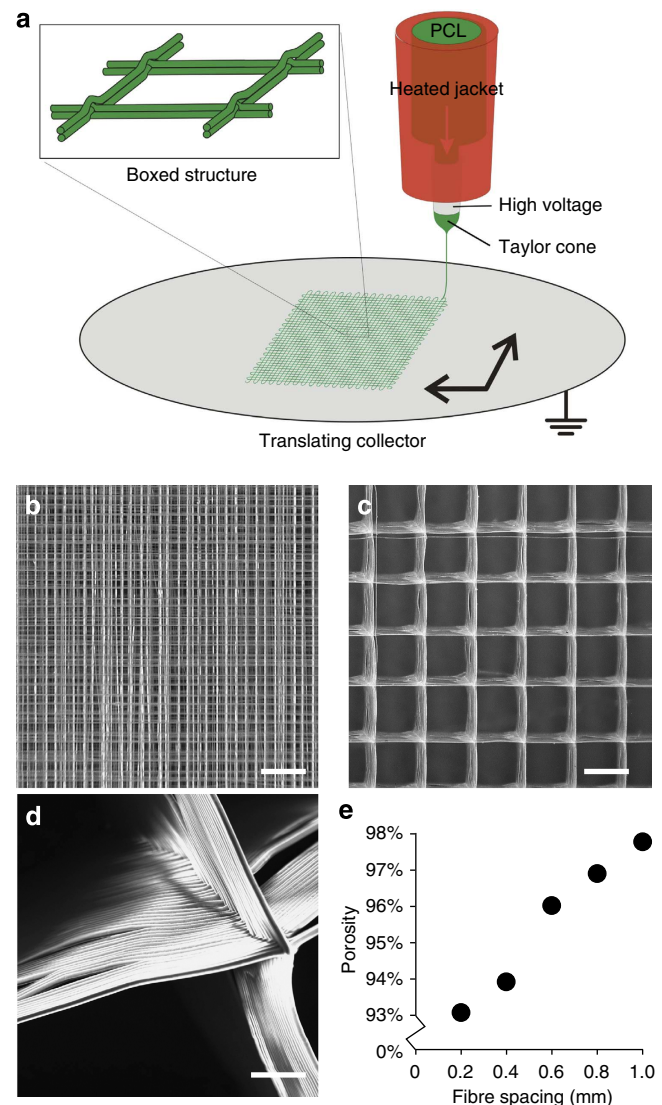 a
PCL
Heated jacket
Boxed structure
High voltage
Taylor cone
Translating collector
b
c
d
e
98%
97%
96%
95%
94%
93%
0%
Porosity
0 0.2 0.4 0.6 0.8 1.0
Fibre spacing (mm)